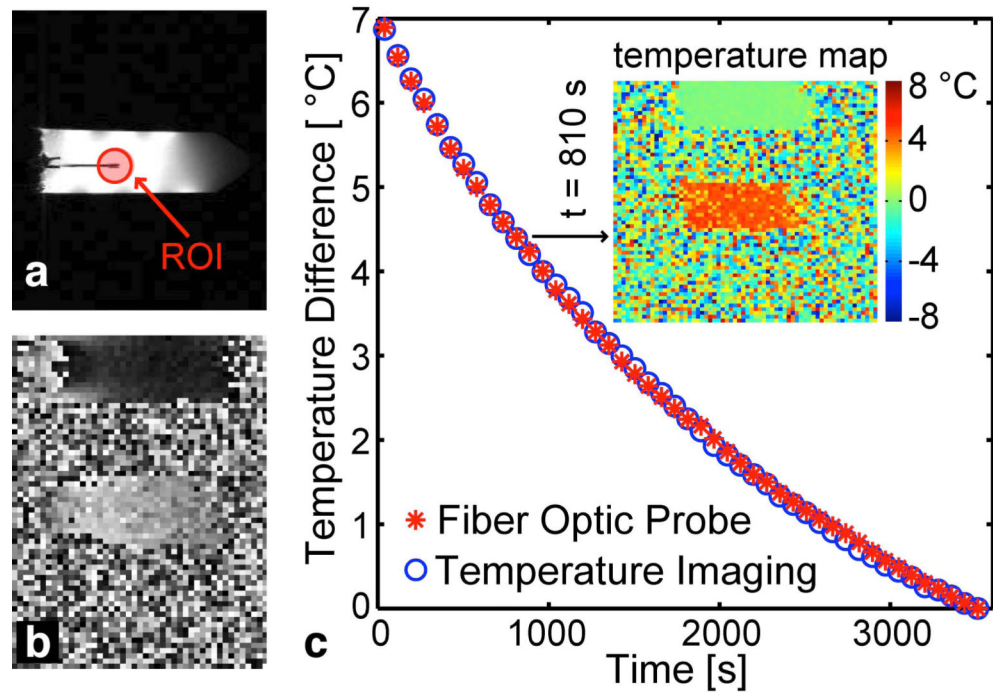 a
ROI
b
c
Temperature Difference [ °C]
7
6
5
4
3
2
1
0
0
1000
2000
3000
Time [s]
t = 810 s
temperature map
8 °C
4
0
-4
-8
Fiber Optic Probe
Temperature Imaging